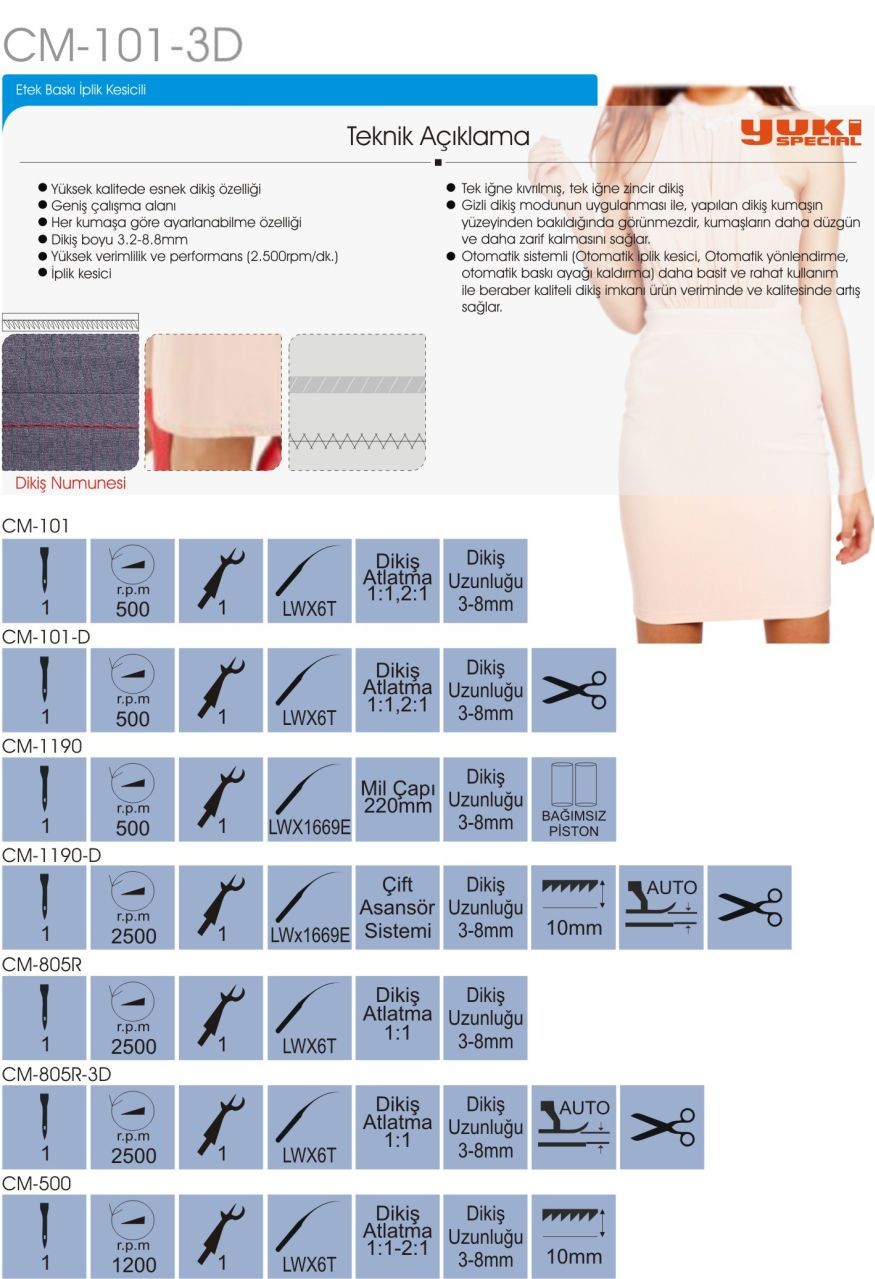 CM-101-3D
Etek Baskı İplik Kesicili
Teknik Açıklama
YUKI
SPECIAL
● Yüksek kalitede esnek dikiş özelliği
● Geniş çalışma alanı
● Her kumaşa göre ayarlanabilme özelliği
● Dikiş boyu 3.2-8.8mm
● Yüksek verimlilik ve performans (2.500rpm/dk.)
● İplik kesici
● Tek iğne kıvrılmış, tek iğne zincir dikiş
● Gizli dikiş modunun uygulanması ile, yapılan dikiş kumaşın
yüzeyinden bakıldığında görünmezdir, kumaşların daha düzgün
ve daha zarif kalmasını sağlar.
● Otomatik sistemli (Otomatik iplik kesici, Otomatik yönlendirme,
otomatik baskı ayağı kaldırma) daha basit ve rahat kullanım
ile beraber kaliteli dikiş imkanı ürün veriminde ve kalitesinde artış
sağlar.
Dikiş Numunesi
CM-101
1
r.p.m
500
1
LWX6T
Dikiş
Atlatma
1:1,2:1
Dikiş
Uzunluğu
3-8mm
CM-101-D
1
r.p.m
500
1
LWX6T
Dikiş
Atlatma
1:1,2:1
Dikiş
Uzunluğu
3-8mm
CM-1190
1
r.p.m
500
1
LWX1669E
Mil Çapı
220mm
Dikiş
Uzunluğu
3-8mm
BAĞIMSIZ
PİSTON
CM-1190-D
1
r.p.m
2500
1
LWx1669E
Çift
Asansör
Sistemi
Dikiş
Uzunluğu
3-8mm
10mm
AUTO
CM-805R
1
r.p.m
2500
1
LWX6T
Dikiş
Atlatma
1:1
Dikiş
Uzunluğu
3-8mm
CM-805R-3D
1
r.p.m
2500
1
LWX6T
Dikiş
Atlatma
1:1
Dikiş
Uzunluğu
3-8mm
AUTO
CM-500
1
r.p.m
1200
1
LWX6T
Dikiş
Atlatma
1:1-2:1
Dikiş
Uzunluğu
3-8mm
10mm